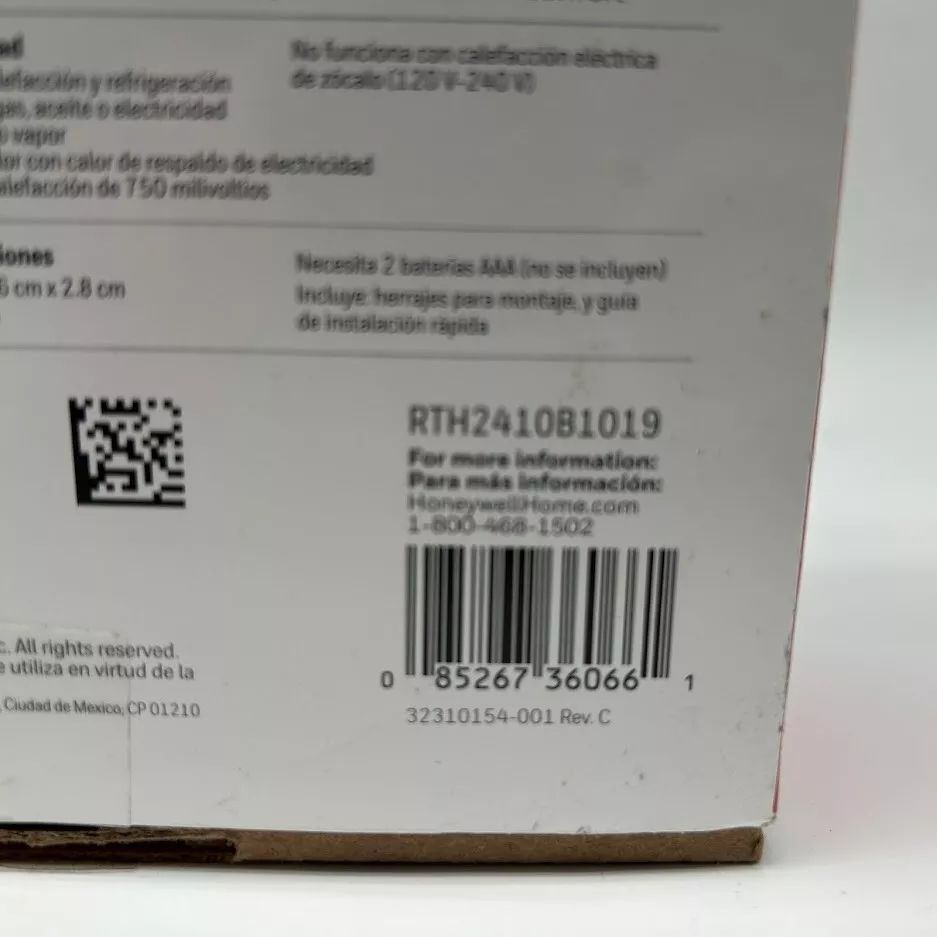 efacción y refrigeración
gas, aceite o electricidad
o vapor
or con calor de respaldo de electricidad
alefacción de 750 milivoltios
No funciona con calefacción eléctrica
de zócalo (120 V-240 V)
iones
6 cm x 2.8 cm
Necesita 2 baterías AAA (no se incluyen)
Incluye: herrajes para montaje, y guía
de instalación rápida
RTH2410B1019
For more information:
Para más información:
HoneywellHome.com
1-800-468-1502
0 85267 36066 1
32310154-001 Rev. C
c. All rights reserved.
e utiliza en virtud de la
, Ciudad de Mexico, CP 01210